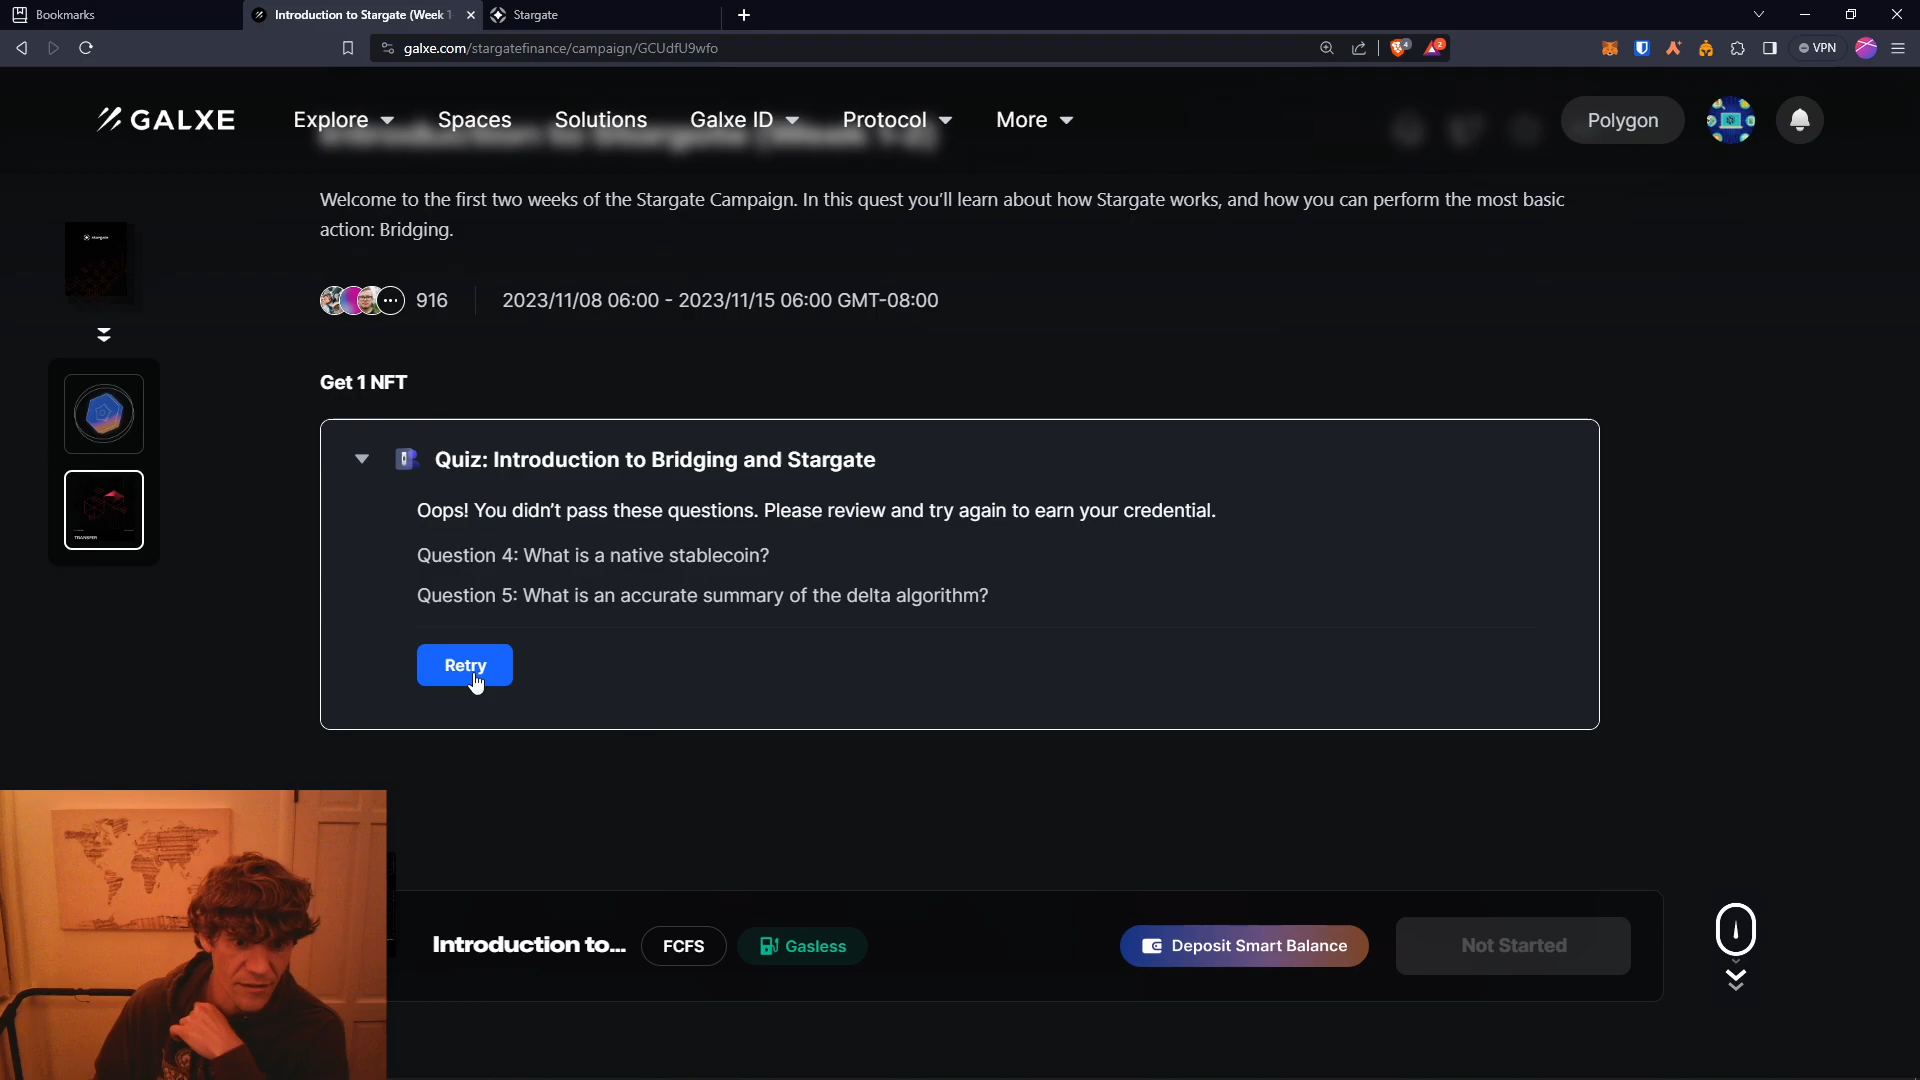 Bookmarks
Introduction to Stargate (Week 1
Stargate
galxe.com/stargatefinance/campaign/GCUdfU9wfo
4
2
VPN
GALXE
Explore
Spaces
Solutions
Galxe ID
Protocol
More
Polygon
Welcome to the first two weeks of the Stargate Campaign. In this quest you'll learn about how Stargate works, and how you can perform the most basic
action: Bridging.
916
2023/11/08 06:00 - 2023/11/15 06:00 GMT-08:00
Get 1 NFT
Quiz: Introduction to Bridging and Stargate
Oops! You didn't pass these questions. Please review and try again to earn your credential.
Question 4: What is a native stablecoin?
Question 5: What is an accurate summary of the delta algorithm?
Retry
TRANSFER
Introduction to...
FCFS
Gasless
Deposit Smart Balance
Not Started